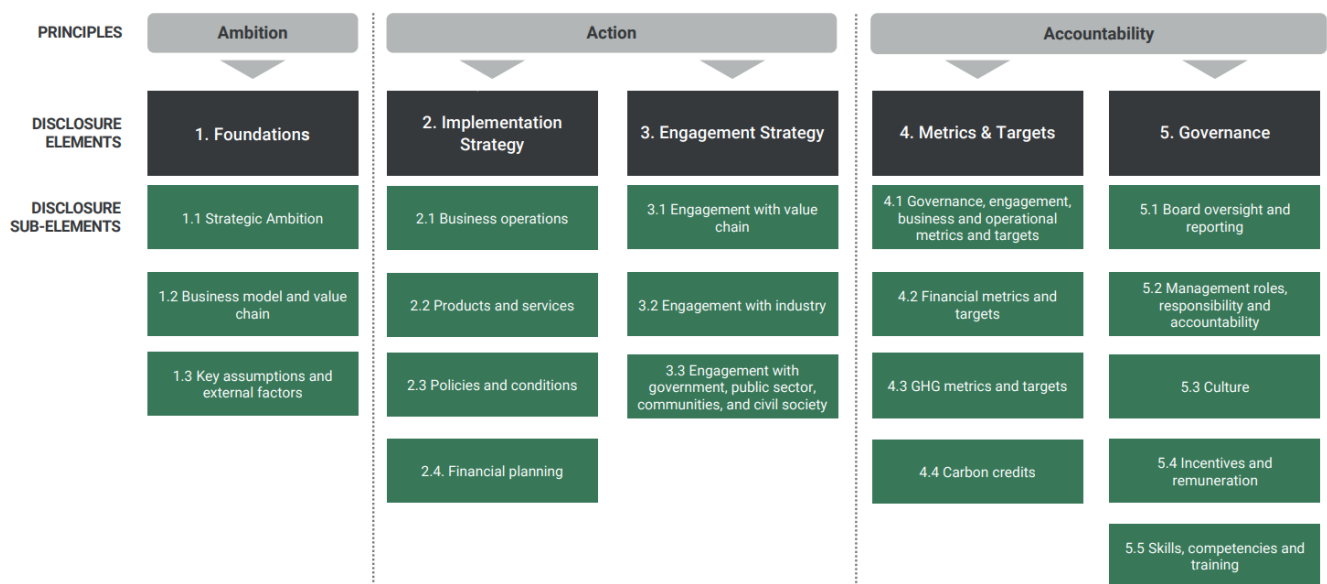 PRINCIPLES
Ambition
Action
Accountability
DISCLOSURE
ELEMENTS
1. Foundations
2. Implementation
Strategy
3. Engagement Strategy
4. Metrics & Targets
5. Governance
DISCLOSURE
SUB-ELEMENTS
1.1 Strategic Ambition
2.1 Business operations
3.1 Engagement with value
chain
4.1 Governance, engagement,
business and operational
metrics and targets
5.1 Board oversight and
reporting
1.2 Business model and value
chain
2.2 Products and services
3.2 Engagement with industry
4.2 Financial metrics and
targets
5.2 Management roles,
responsibility and
accountability
1.3 Key assumptions and
external factors
2.3 Policies and conditions
3.3 Engagement with
government, public sector,
communities, and civil society
4.3 GHG metrics and targets
5.3 Culture
2.4. Financial planning
4.4 Carbon credits
5.4 Incentives and
remuneration
5.5 Skills, competencies and
training